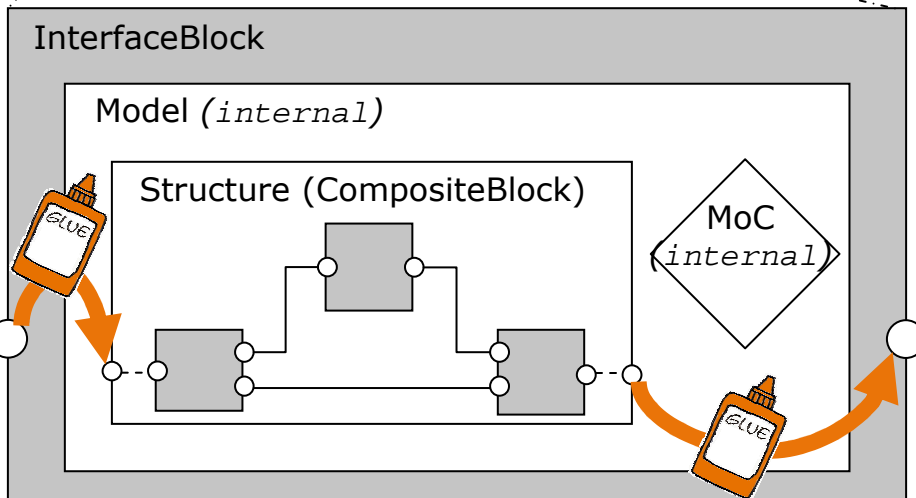 InterfaceBlock
Model (internal)
Structure (CompositeBlock)
MoC
(internal)
GLUE
GLUE